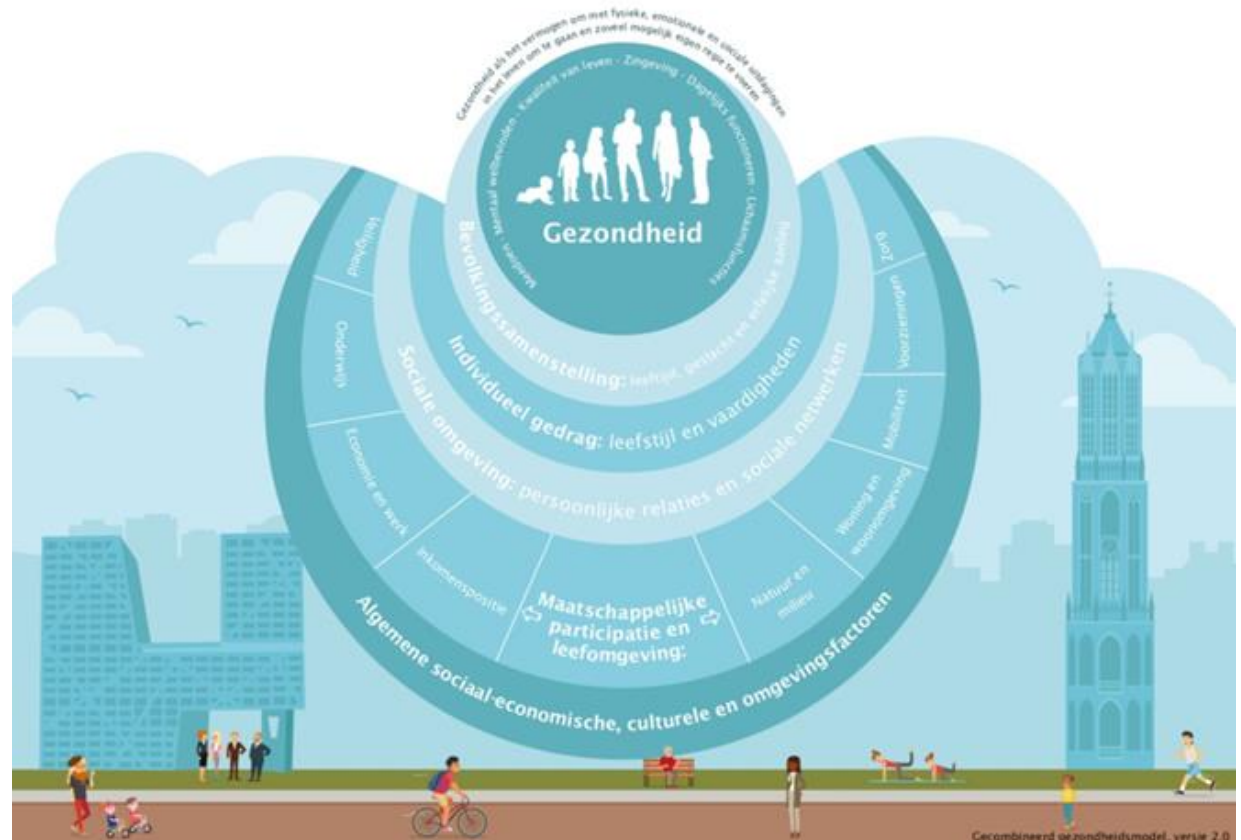 Gezondheid als het vermogen om met fysieke, emotionele en sociale uitdagingen
in het leven om te gaan en zoveel mogelijk eigen regie te voeren
Meedoen - Mentaal welbevinden - Kwaliteit van leven - Zingeving - Dagelijks functioneren - Lichaamsfuncties
Gezondheid
Bevolkingssamenstelling: leeftijd, geslacht en erfelijke
Individueel gedrag: leefstijl en vaardigheden
Sociale omgeving: persoonlijke relaties en sociale netwerken
Veiligheid
Onderwijs
Economie en werk
Inkomenspositie
Maatschappelijke
participatie en
leefomgeving:
Natuur en
milieu
Woning en
woonomgeving
Mobiliteit
Voorzieningen
Zorg
Algemene sociaal-economische, culturele en omgevingsfactoren
Gecombineerd gezondheidsmodel, versie 2.0